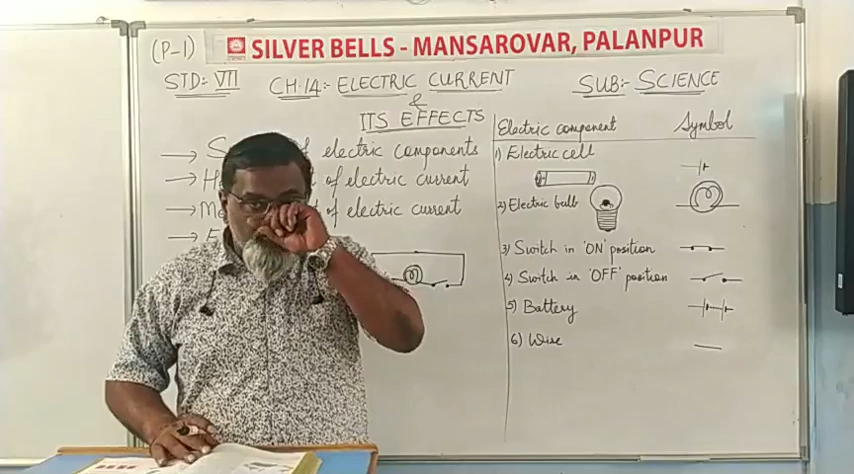 (P-1)
SILVER BELLS - MANSAROVAR, PALANPUR
STD:- VII CH.14:- ELECTRIC CURRENT SUB:- SCIENCE
&
ITS EFFECTS
→ S of electric components
→ H of electric current
→ M of electric current
→ E
Electric component Symbol
1) Electric cell
2) Electric bulb
3) Switch in 'ON' position
4) Switch in 'OFF' position
5) Battery
6) Wire